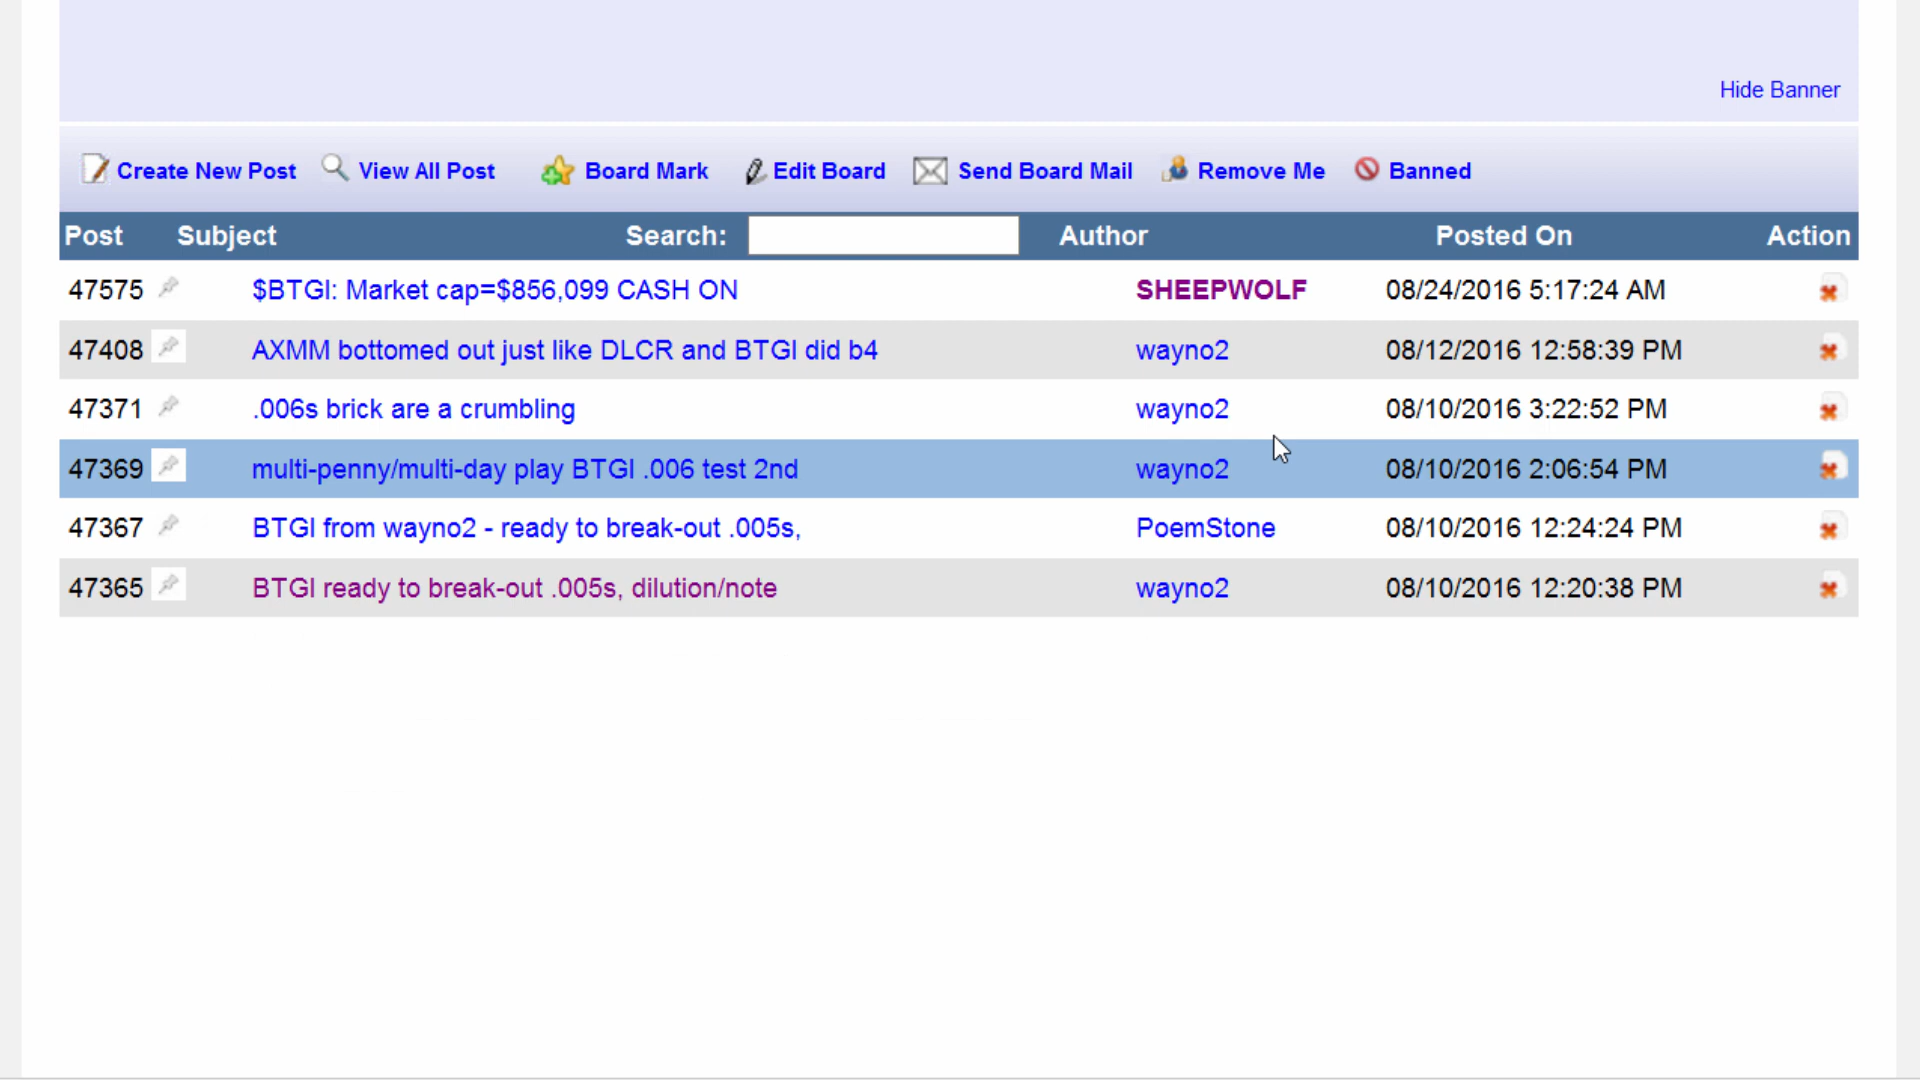 Hide Banner
Create New Post View All Post Board Mark Edit Board Send Board Mail Remove Me Banned
Post Subject Search: Author Posted On Action
47575 $BTGI: Market cap=$856,099 CASH ON SHEEPWOLF 08/24/2016 5:17:24 AM
47408 AXMM bottomed out just like DLCR and BTGI did b4 wayno2 08/12/2016 12:58:39 PM
47371 .006s brick are a crumbling wayno2 08/10/2016 3:22:52 PM
47369 multi-penny/multi-day play BTGI .006 test 2nd wayno2 08/10/2016 2:06:54 PM
47367 BTGI from wayno2 - ready to break-out .005s, PoemStone 08/10/2016 12:24:24 PM
47365 BTGI ready to break-out .005s, dilution/note wayno2 08/10/2016 12:20:38 PM